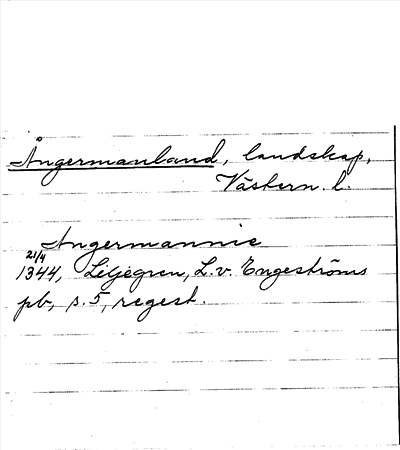 Ångermanland, landskap,
Västern. l.
Angermannie
21/4
1344, Liljegren, L. v. Engeströms
pb, s. 5, regest.